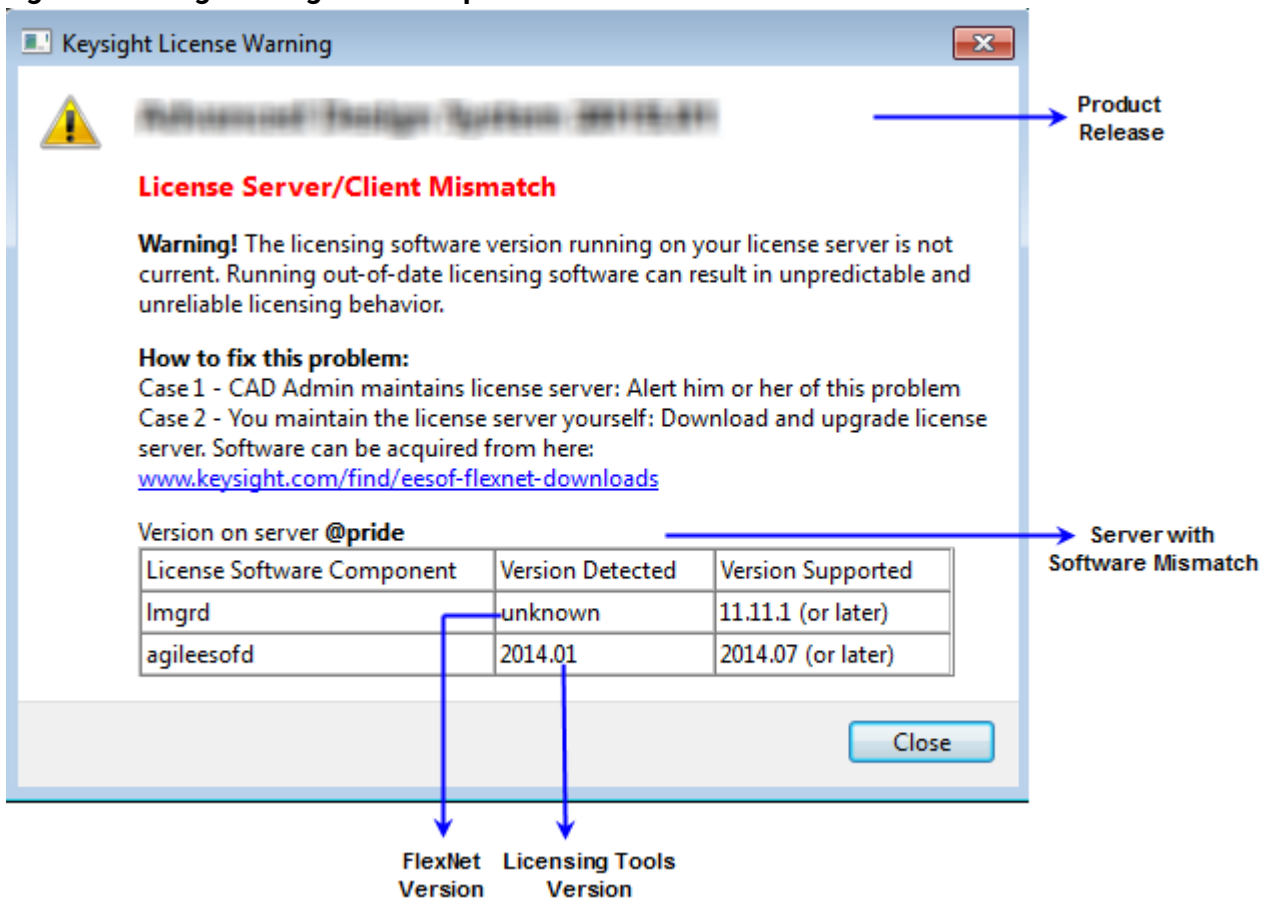 Keysight License Warning
Product
Release
License Server/Client Mismatch
Warning! The licensing software version running on your license server is not
current. Running out-of-date licensing software can result in unpredictable and
unreliable licensing behavior.
How to fix this problem:
Case 1 - CAD Admin maintains license server: Alert him or her of this problem
Case 2 - You maintain the license server yourself: Download and upgrade license
server. Software can be acquired from here:
www.keysight.com/find/eesof-flexnet-downloads
Version on server @pride
Server with
Software Mismatch
License Software Component Version Detected Version Supported
lmgrd unknown 11.11.1 (or later)
agileesofd 2014.01 2014.07 (or later)
Close
FlexNet
Version
Licensing Tools
Version